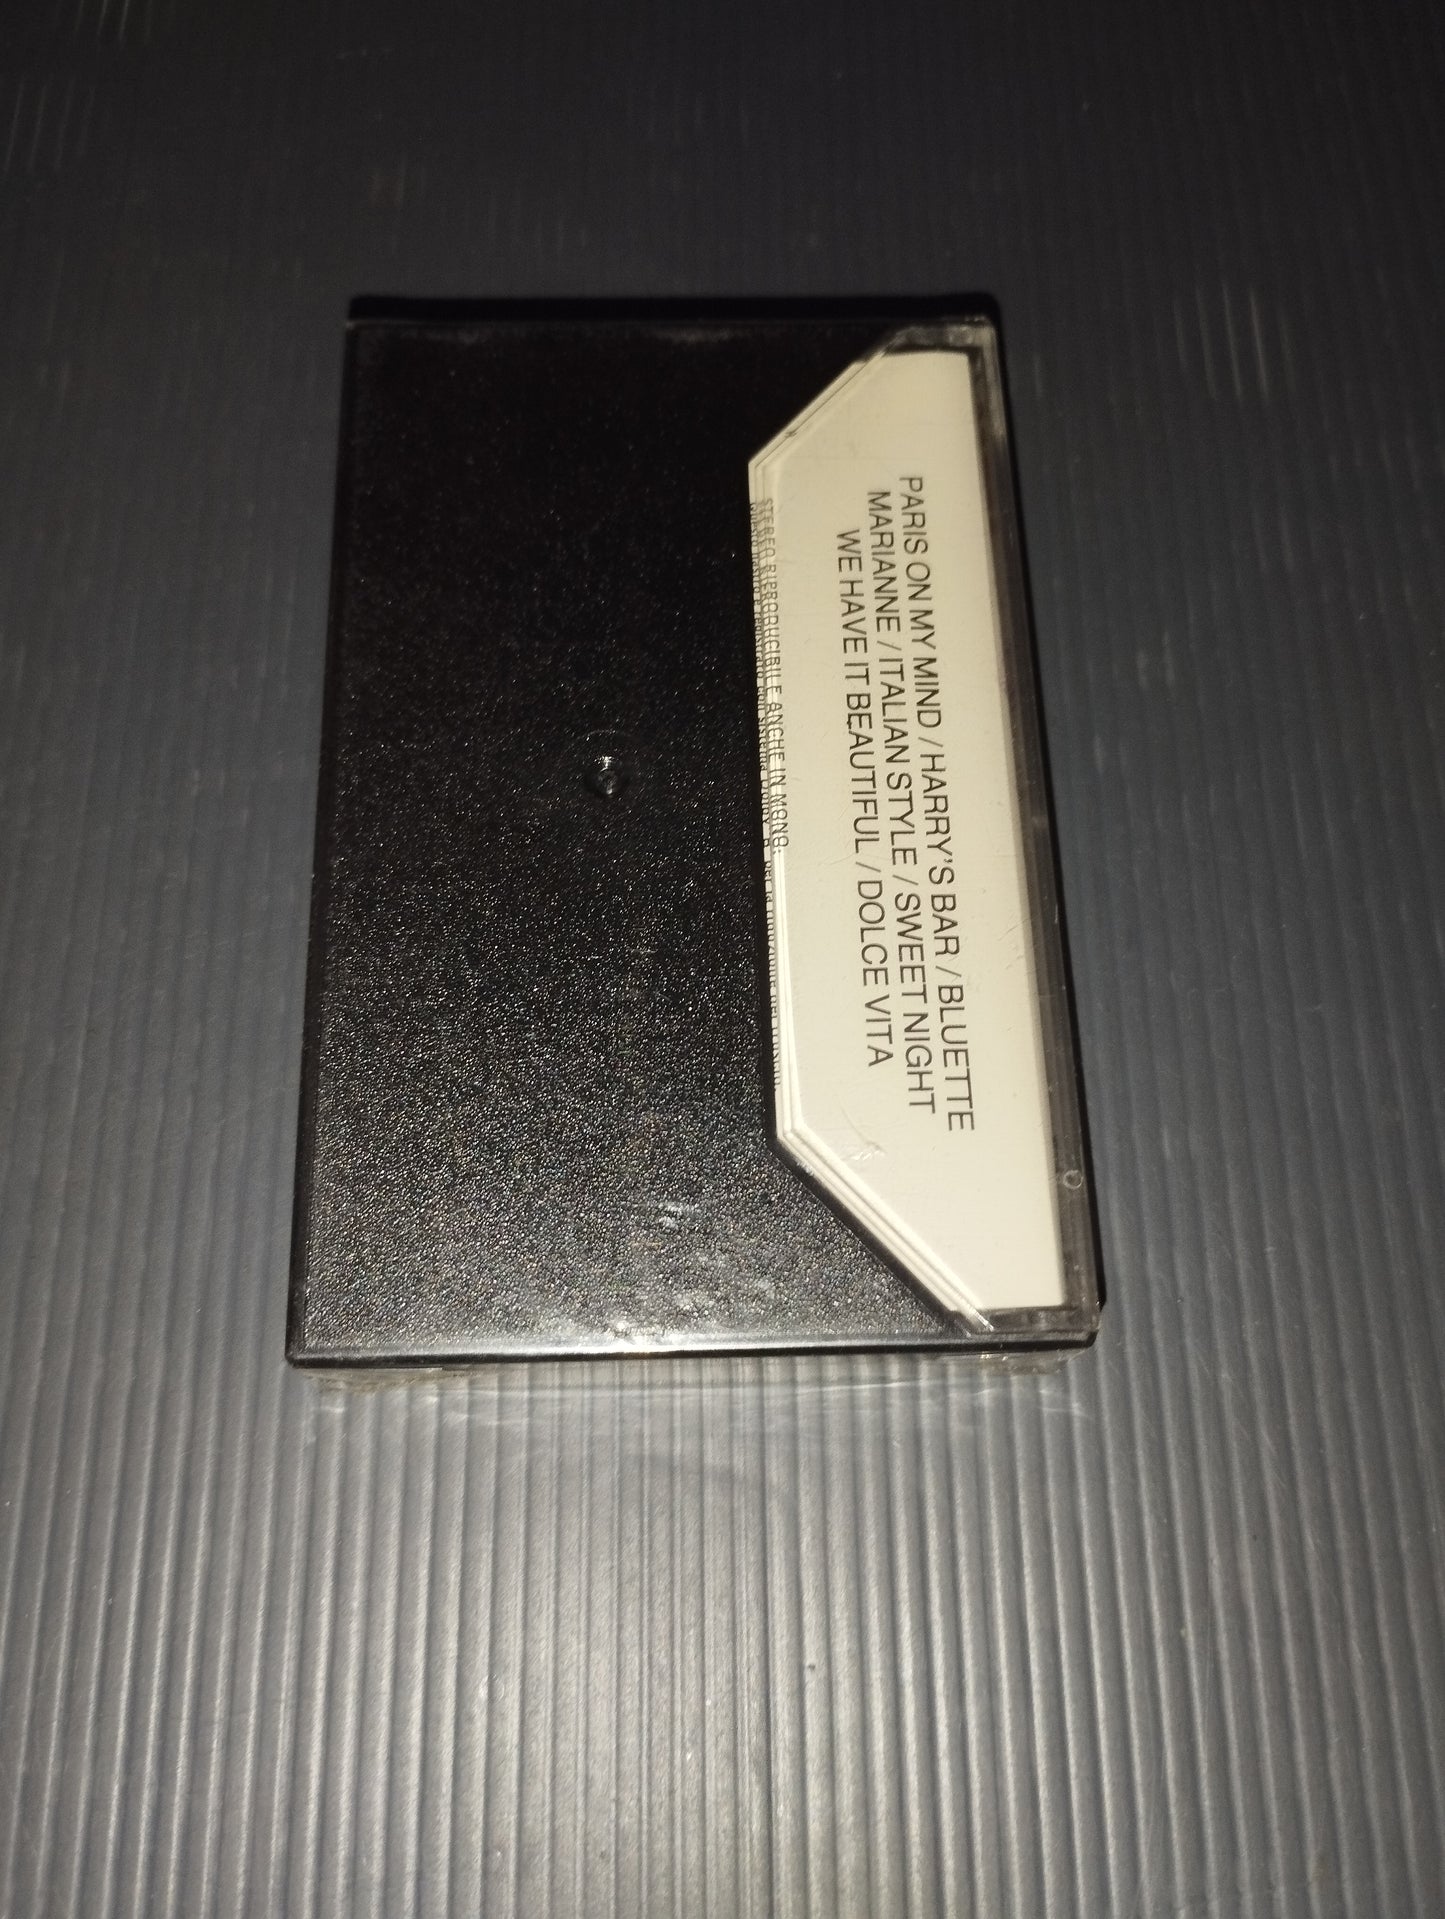 PARIS ON MY MIND / HARRY'S BAR / BLUETTE
MARIANNE / ITALIAN STYLE / SWEET NIGHT
WE HAVE IT BEAUTIFUL / DOLCE VITA
STEREO RIPRODUCIBILE ANCHE IN MONO.